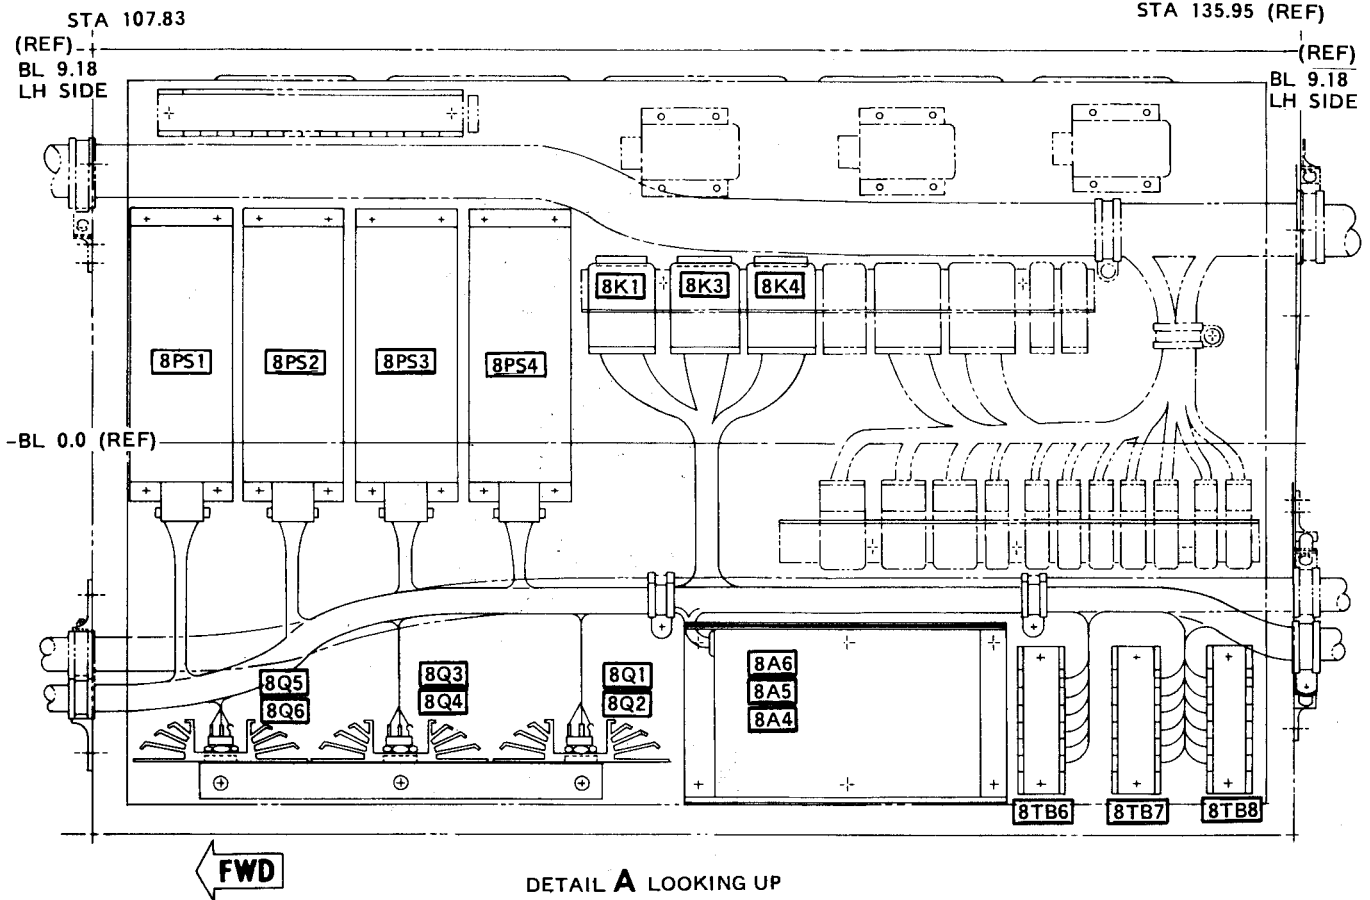 STA 107.83
STA 135.95 (REF)
(REF)
BL 9.18
LH SIDE
(REF)
BL 9.18
LH SIDE
8K1
8K3
8K4
8PS1
8PS2
8PS3
8PS4
-BL 0.0 (REF)
8Q5
8Q6
8Q3
8Q4
8Q1
8Q2
8A6
8A5
8A4
8TB6
8TB7
8TB8
FWD
DETAIL A LOOKING UP